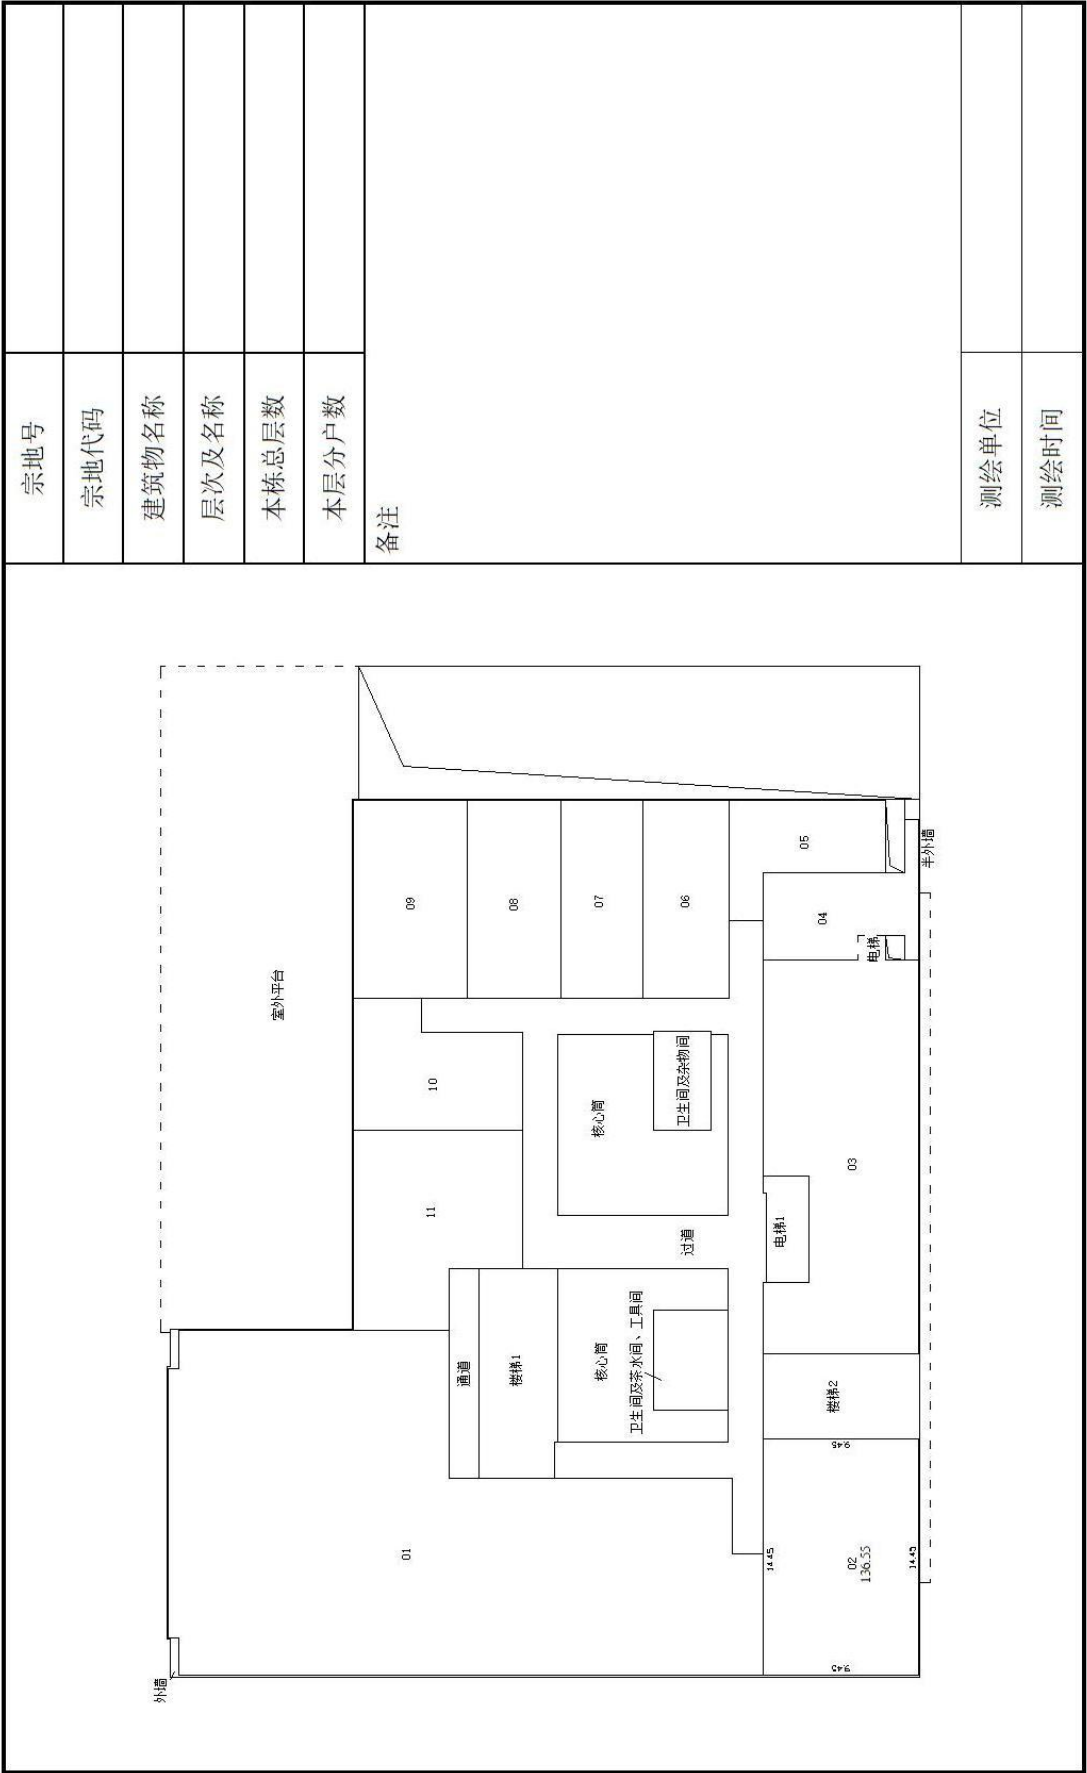 宗地号
宗地代码
建筑物名称
层次及名称
本栋总层数
本层分户数
备注
测绘单位
测绘时间
室外平台
09
08
07
06
05
半外墙
04
电梯
10
11
核心筒
卫生间及杂物间
03
过道
电梯1
通道
楼梯1
核心筒
卫生间及茶水间、工具间
楼梯2
9.45
01
14.45
02
136.55
14.45
9.45
外墙